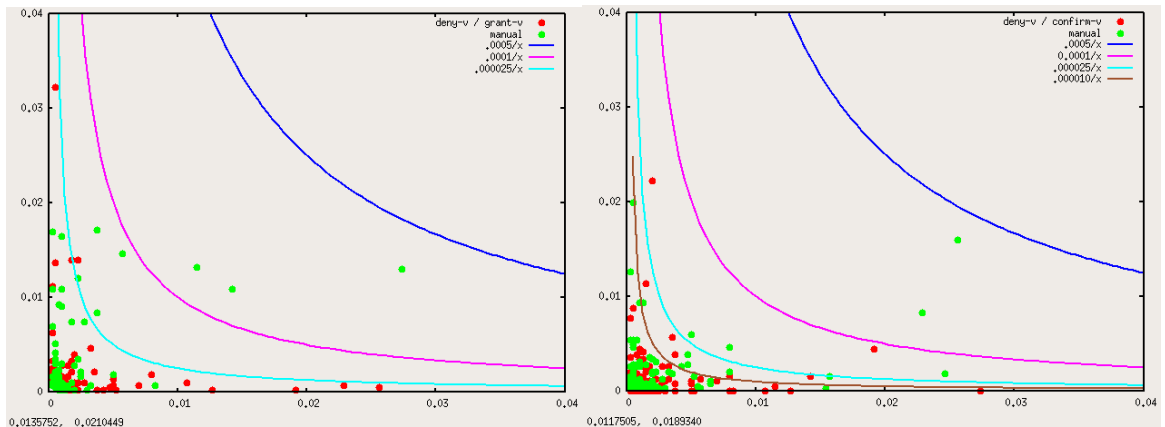 0.04
deny-v / grant-v
manual
.0005/x
.0001/x
.000025/x
0.03
0.02
0.01
0
0
0.01
0.02
0.03
0.04
0.0135752, 0.0210449
0.04
deny-v / confirm-v
manual
.0005/x
0.0001/x
.000025/x
.000010/x
0.03
0.02
0.01
0
0
0.01
0.02
0.03
0.04
0.0117505, 0.0189340